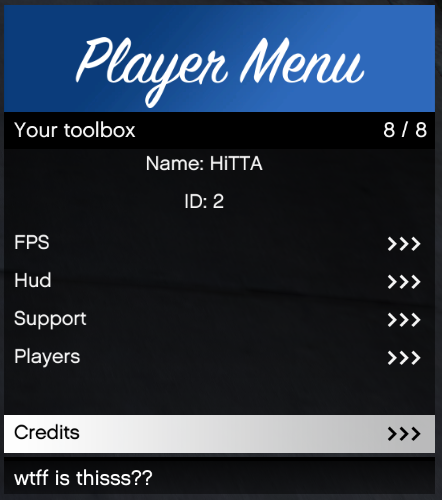 Player Menu
Your toolbox 8 / 8
Name: HiTTA
ID: 2
FPS >>>
Hud >>>
Support >>>
Players >>>
Credits >>>
wtff is thisss??